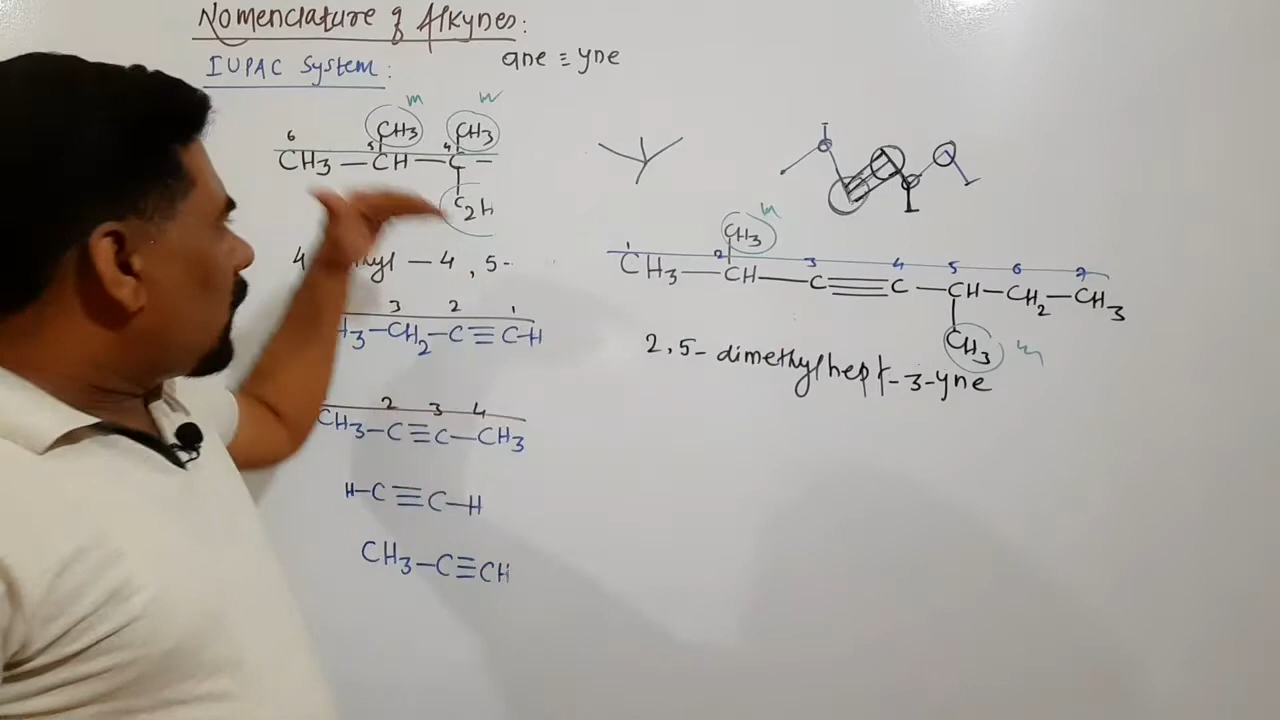 Nomenclature of Alkynes:
IUPAC System:
ane ≡ yne
m
CH3 CH3
6 5 4
CH3 — CH — C —
C2H
4 — 4, 5-
3 2 1
H3—CH2—C≡C—H
2 3 4
CH3—C≡C—CH3
H—C≡C—H
CH3—C≡CH
m
CH3
1 2 3 4 5 6 7
CH3—CH—C≡C—CH—CH2—CH3
CH3 m
2,5-dimethylhept-3-yne